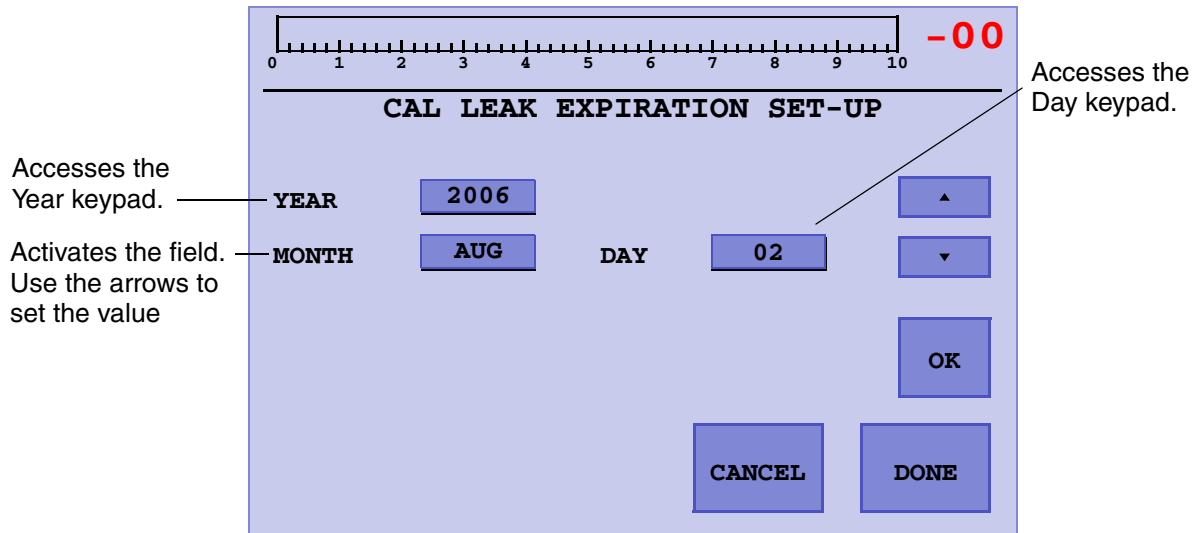 -00
0 1 2 3 4 5 6 7 8 9 10
CAL LEAK EXPIRATION SET-UP
Accesses the
Day keypad.
Accesses the
Year keypad.
YEAR 2006
Activates the field.
Use the arrows to
set the value
MONTH AUG DAY 02
OK
CANCEL DONE